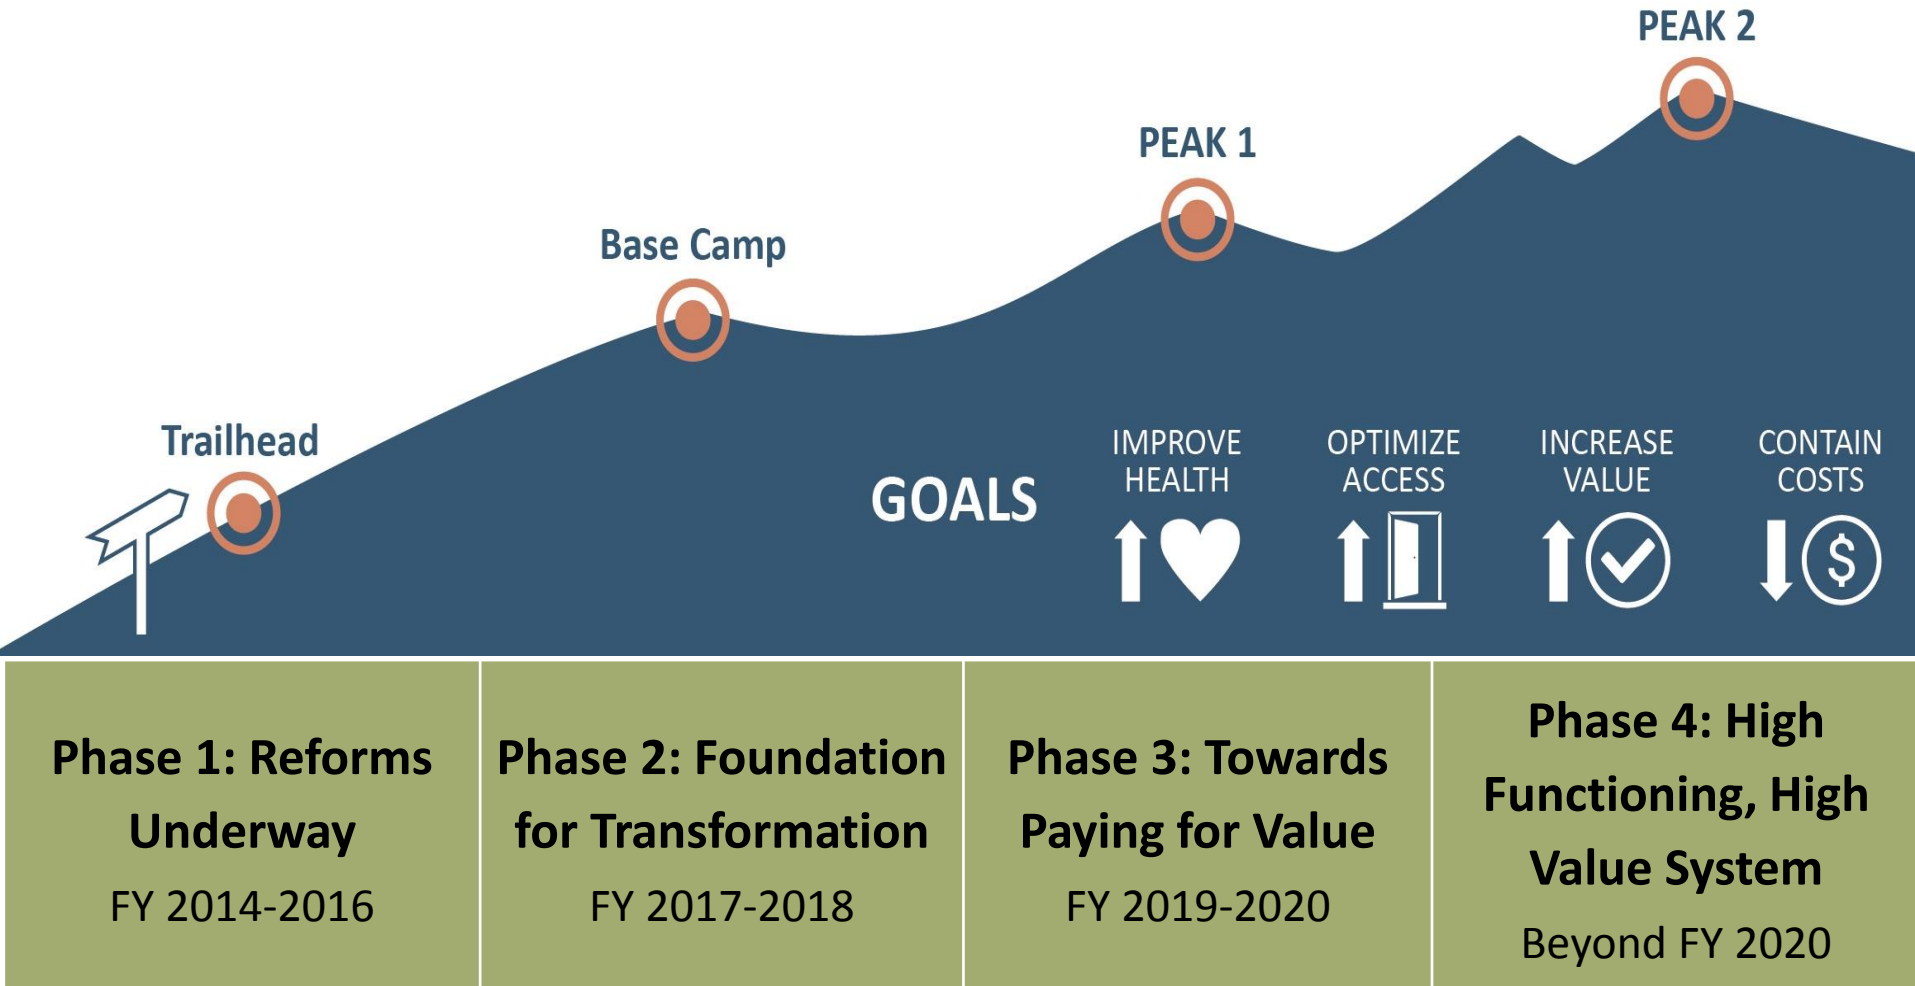 PEAK 2
PEAK 1
Base Camp
Trailhead
GOALS
IMPROVE
HEALTH
OPTIMIZE
ACCESS
INCREASE
VALUE
CONTAIN
COSTS
$
Phase 1: Reforms
Underway
FY 2014-2016
Phase 2: Foundation
for Transformation
FY 2017-2018
Phase 3: Towards
Paying for Value
FY 2019-2020
Phase 4: High
Functioning, High
Value System
Beyond FY 2020